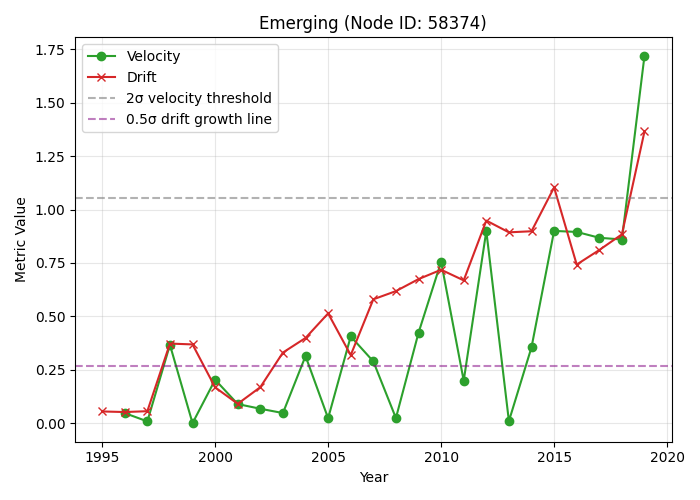 Emerging (Node ID: 58374)
Velocity
Drift
2σ velocity threshold
0.5σ drift growth line
Metric Value
1.75
1.50
1.25
1.00
0.75
0.50
0.25
0.00
1995 2000 2005 2010 2015 2020
Year